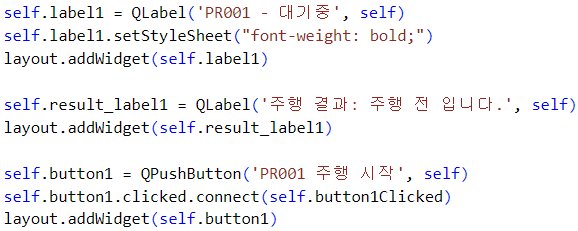 self.label1 = QLabel('PR001 - 대기중', self)
self.label1.setStyleSheet("font-weight: bold;")
layout.addWidget(self.label1)
self.result_label1 = QLabel('주행 결과: 주행 전 입니다.', self)
layout.addWidget(self.result_label1)
self.button1 = QPushButton('PR001 주행 시작', self)
self.button1.clicked.connect(self.button1Clicked)
layout.addWidget(self.button1)